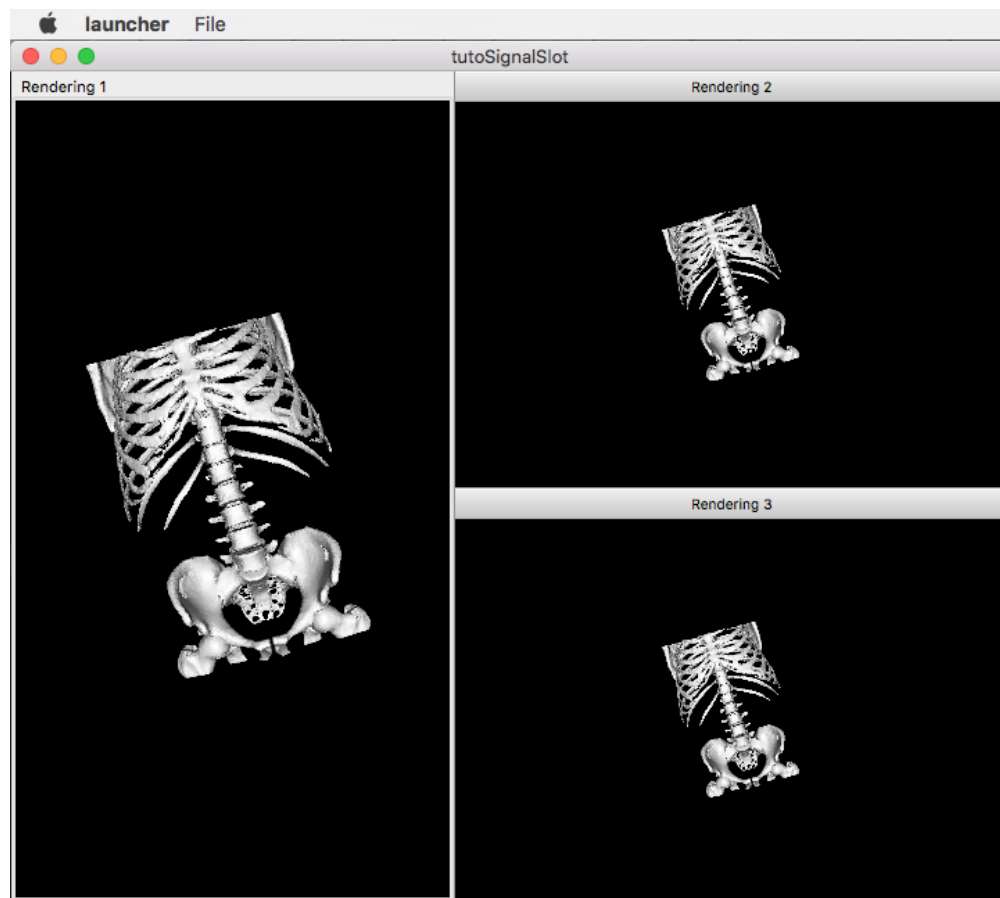 launcher File
tutoSignalSlot
Rendering 1
Rendering 2
Rendering 3